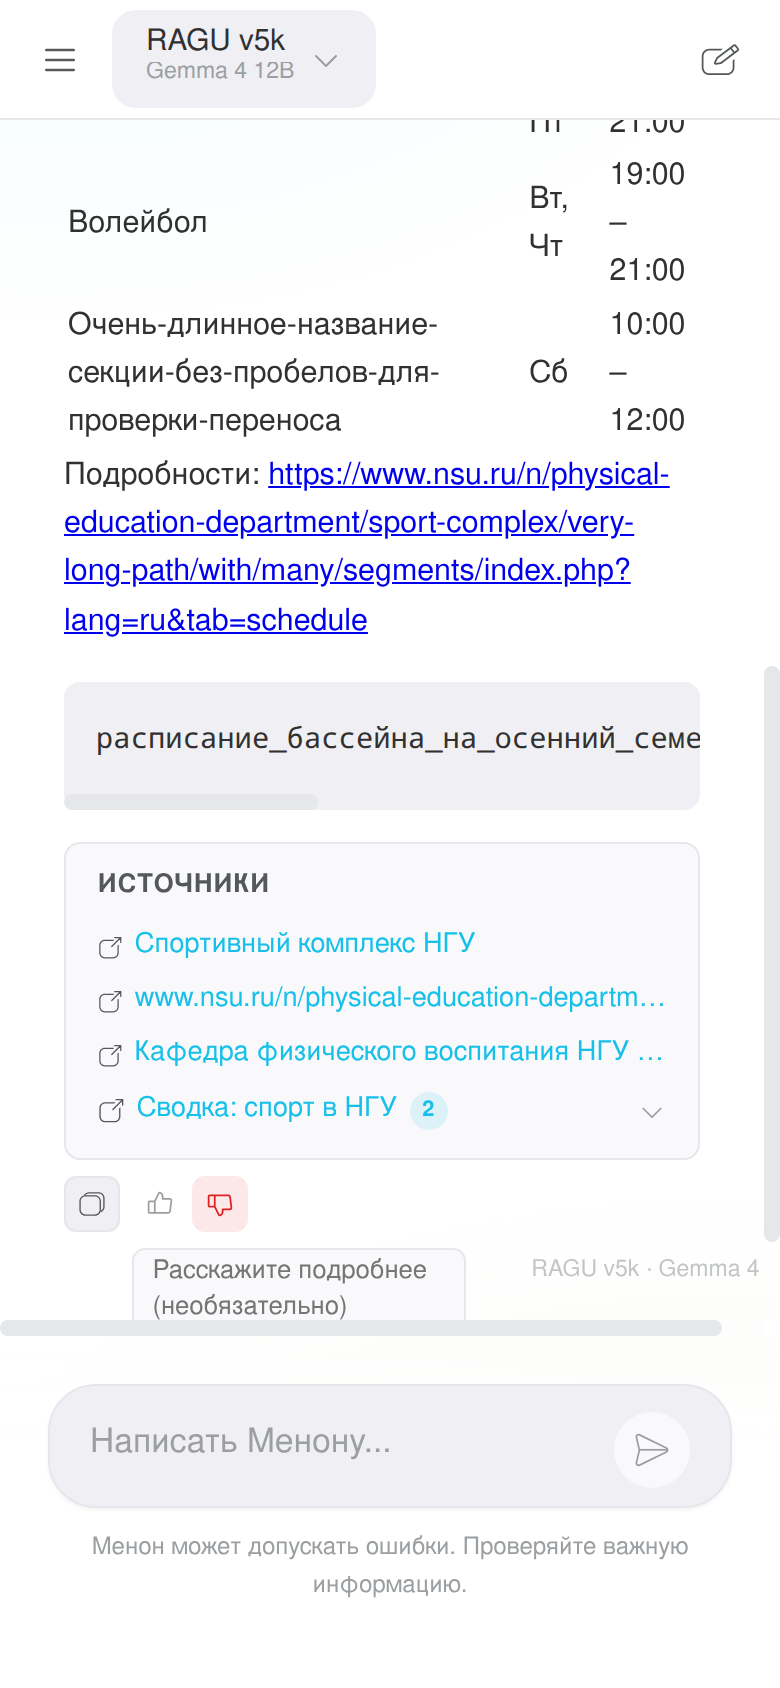 RAGU v5k
Gemma 4 12B
Пт 21:00
19:00
Вт,
Волейбол
–
Чт
21:00
Очень-длинное-название-
10:00
секции-без-пробелов-для-
Сб
–
проверки-переноса
12:00
Подробности: https://www.nsu.ru/n/physical-
education-department/sport-complex/very-
long-path/with/many/segments/index.php?
lang=ru&tab=schedule
расписание_бассейна_на_осенний_семе
ИСТОЧНИКИ
Спортивный комплекс НГУ
www.nsu.ru/n/physical-education-departm…
Кафедра физического воспитания НГУ …
Сводка: спорт в НГУ 2
Расскажите подробнее
(необязательно)
RAGU v5k · Gemma 4
Написать Менону...
Менон может допускать ошибки. Проверяйте важную
информацию.